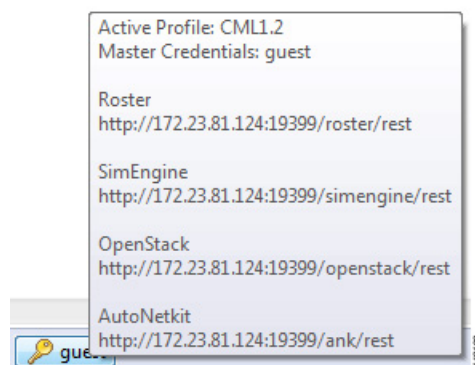 Active Profile: CML1.2
Master Credentials: guest
Roster
http://172.23.81.124:19399/roster/rest
SimEngine
http://172.23.81.124:19399/simengine/rest
OpenStack
http://172.23.81.124:19399/openstack/rest
AutoNetkit
http://172.23.81.124:19399/ank/rest